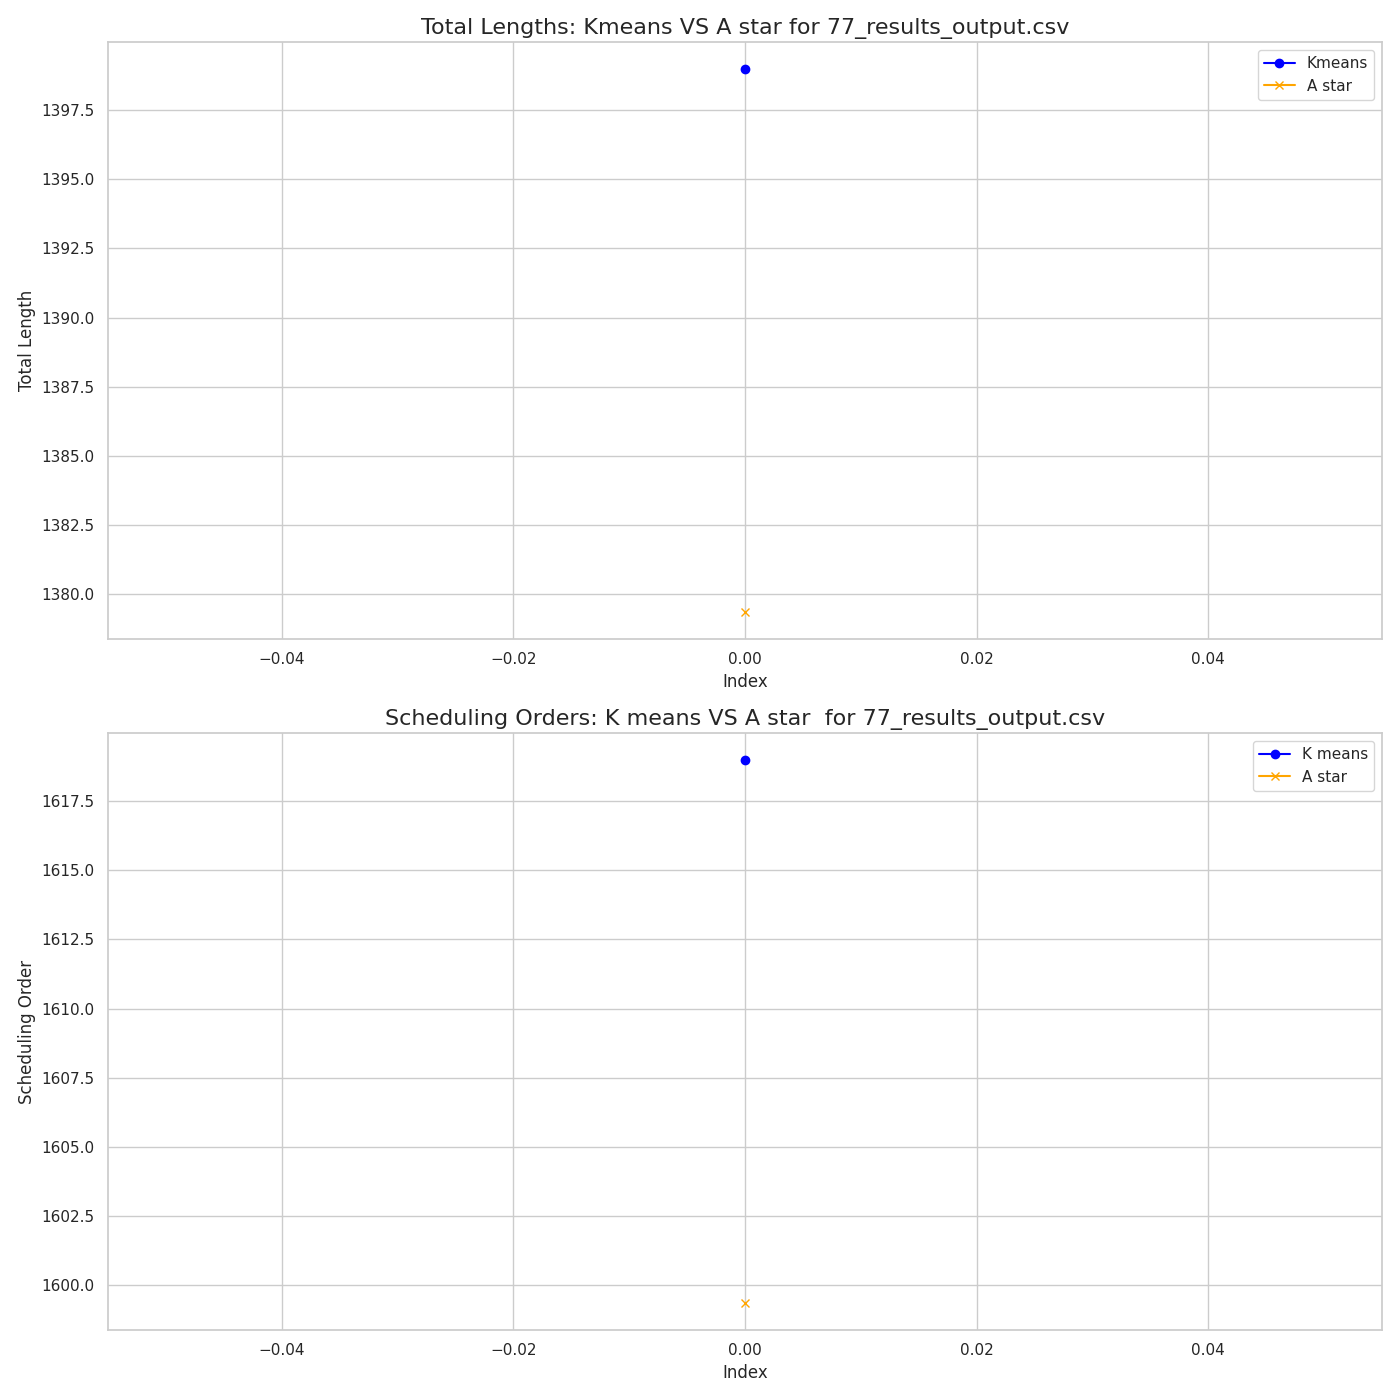 Total Lengths: Kmeans VS A star for 77_results_output.csv
Kmeans
A star
1397.5
1395.0
1392.5
1390.0
1387.5
1385.0
1382.5
1380.0
Total Length
−0.04
−0.02
0.00
0.02
0.04
Index
Scheduling Orders: K means VS A star  for 77_results_output.csv
K means
A star
1617.5
1615.0
1612.5
1610.0
1607.5
1605.0
1602.5
1600.0
Scheduling Order
−0.04
−0.02
0.00
0.02
0.04
Index